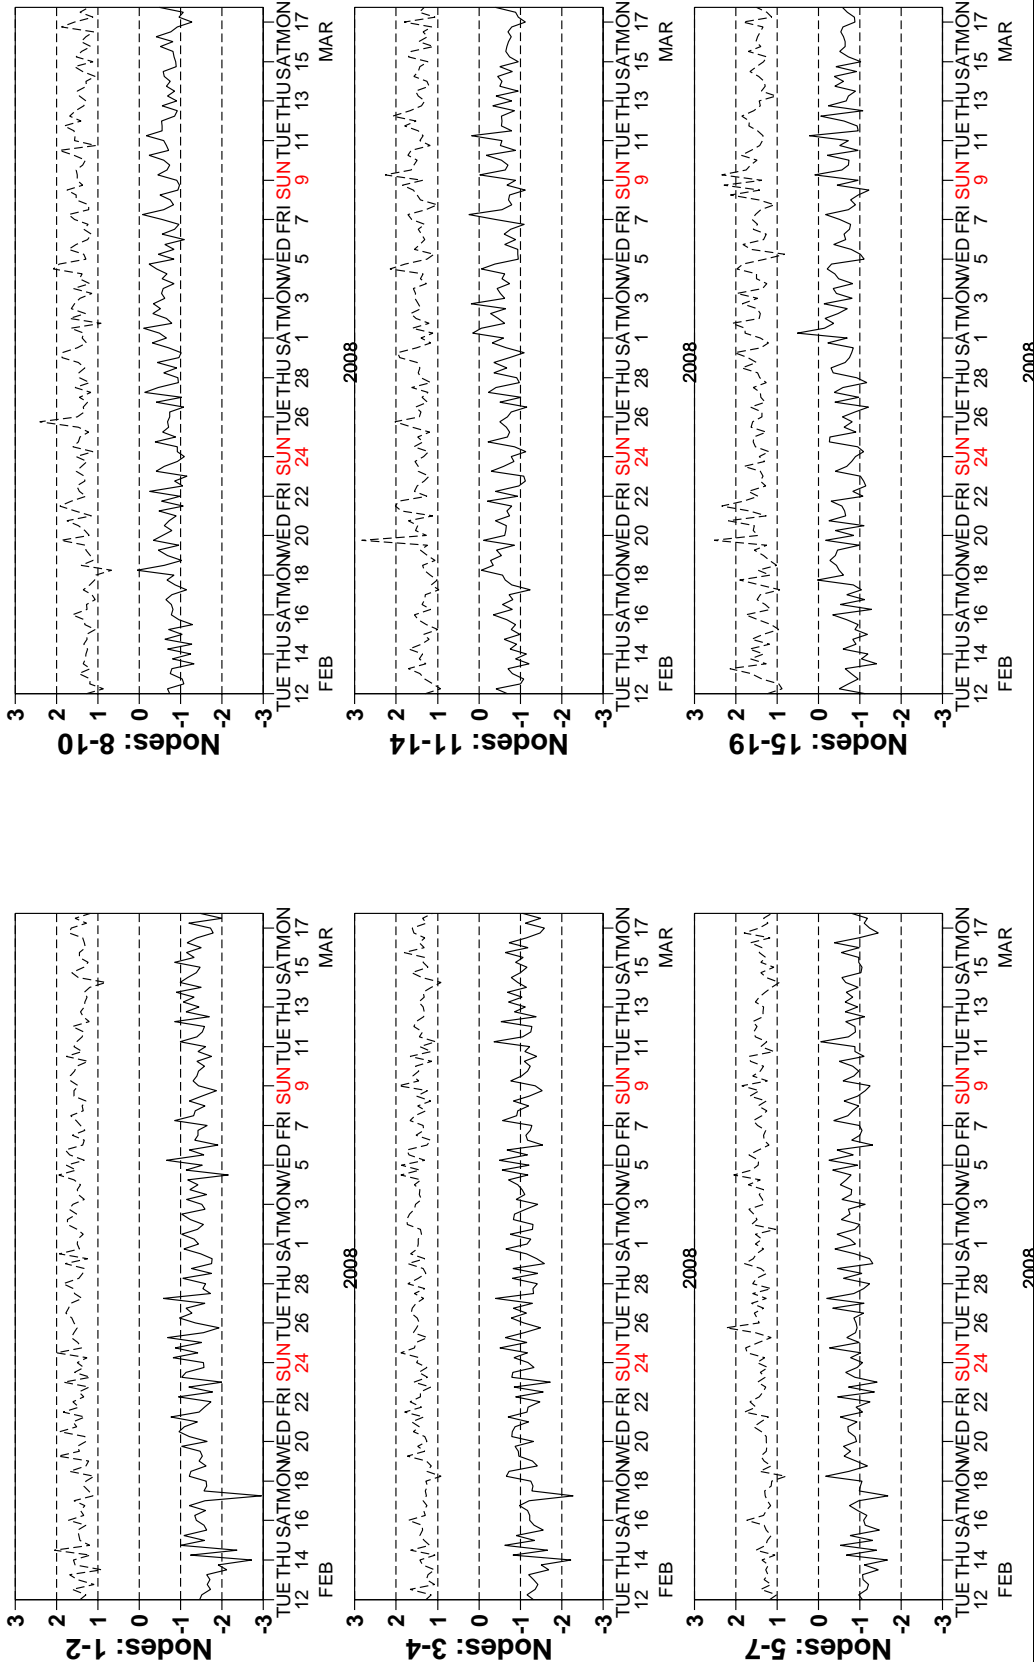 Nodes: 1-2
3
2
1
0
-1
-2
-3
TUE THU SAT MON WED FRI SUN TUE THU SAT MON WED FRI SUN TUE THU SAT MON
12 14 16 18 20 22 24 26 28 1 3 5 7 9 11 13 15 17
FEB MAR
2008
Nodes: 3-4
3
2
1
0
-1
-2
-3
TUE THU SAT MON WED FRI SUN TUE THU SAT MON WED FRI SUN TUE THU SAT MON
12 14 16 18 20 22 24 26 28 1 3 5 7 9 11 13 15 17
FEB MAR
2008
Nodes: 5-7
3
2
1
0
-1
-2
-3
TUE THU SAT MON WED FRI SUN TUE THU SAT MON WED FRI SUN TUE THU SAT MON
12 14 16 18 20 22 24 26 28 1 3 5 7 9 11 13 15 17
FEB MAR
2008
Nodes: 8-10
3
2
1
0
-1
-2
-3
TUE THU SAT MON WED FRI SUN TUE THU SAT MON WED FRI SUN TUE THU SAT MON
12 14 16 18 20 22 24 26 28 1 3 5 7 9 11 13 15 17
FEB MAR
2008
Nodes: 11-14
3
2
1
0
-1
-2
-3
TUE THU SAT MON WED FRI SUN TUE THU SAT MON WED FRI SUN TUE THU SAT MON
12 14 16 18 20 22 24 26 28 1 3 5 7 9 11 13 15 17
FEB MAR
2008
Nodes: 15-19
3
2
1
0
-1
-2
-3
TUE THU SAT MON WED FRI SUN TUE THU SAT MON WED FRI SUN TUE THU SAT MON
12 14 16 18 20 22 24 26 28 1 3 5 7 9 11 13 15 17
FEB MAR
2008